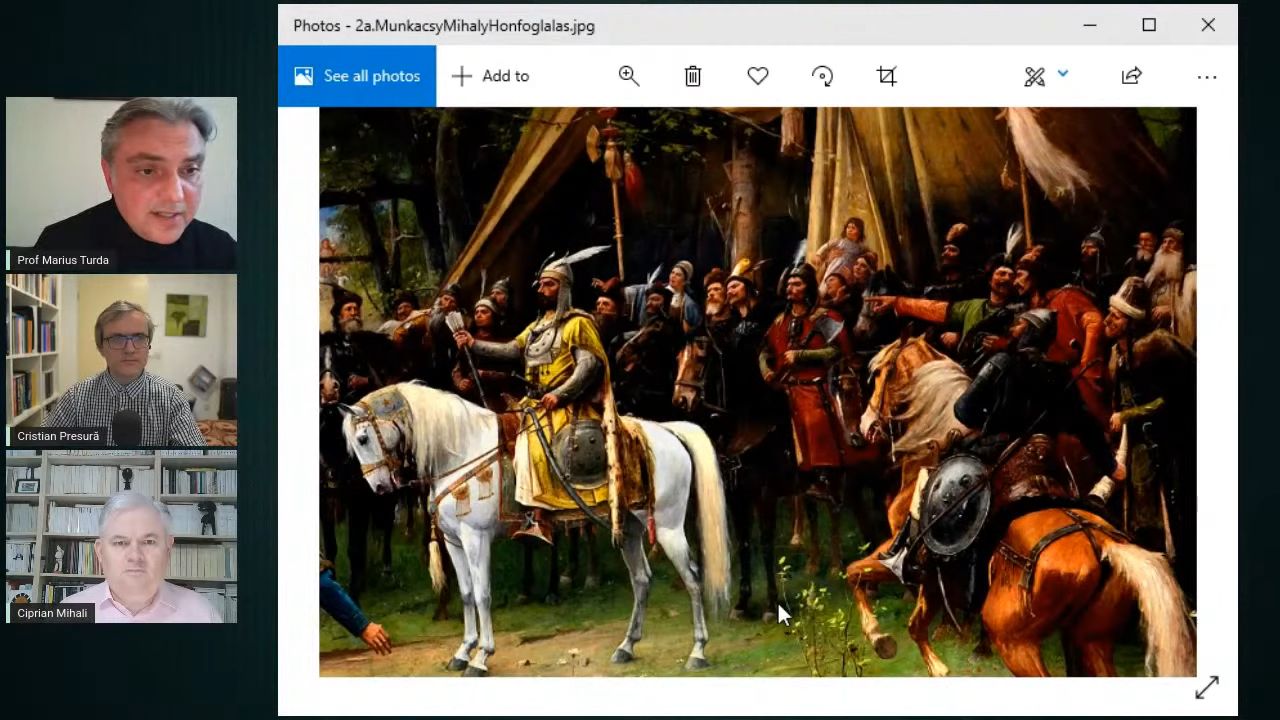 Photos - 2a.MunkacsyMihalyHonfoglalas.jpg
See all photos
Add to
Prof Marius Turda
Cristian Presură
Ciprian Mihali